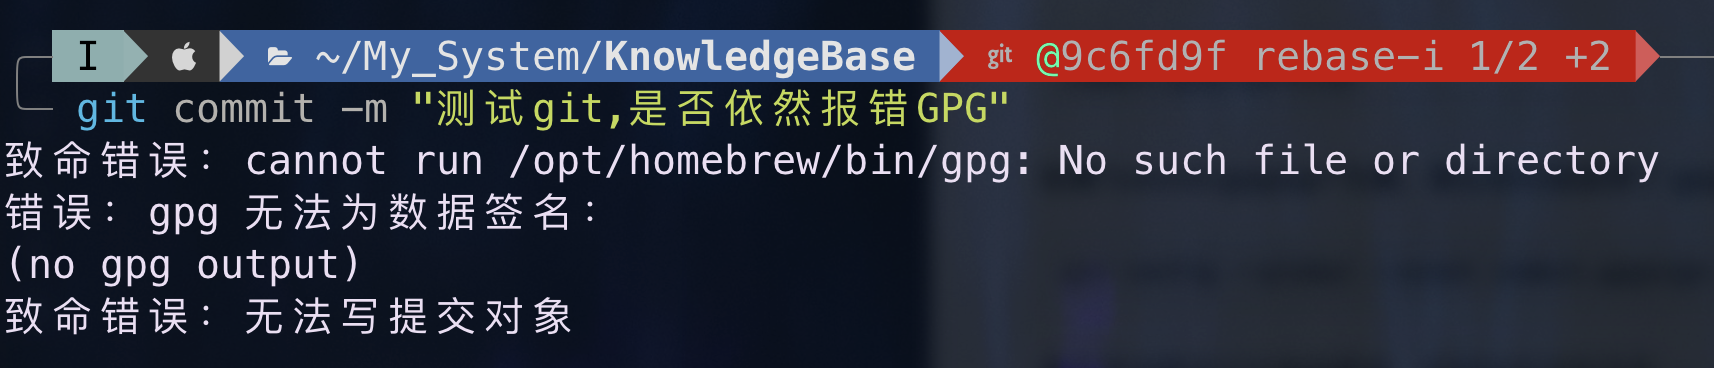 I ~/My_System/KnowledgeBase git @9c6fd9f rebase-i 1/2 +2
git commit -m "测试git,是否依然报错GPG"
致命错误：cannot run /opt/homebrew/bin/gpg: No such file or directory
错误：gpg 无法为数据签名：
(no gpg output)
致命错误：无法写提交对象